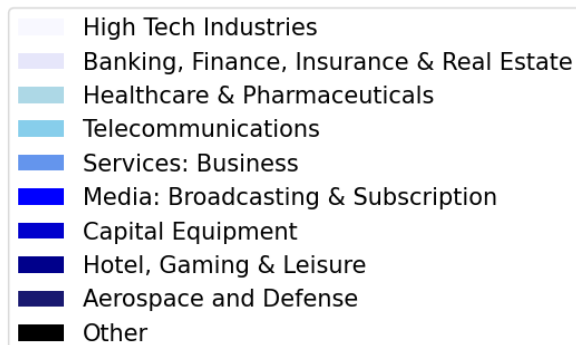 High Tech Industries
Banking, Finance, Insurance & Real Estate
Healthcare & Pharmaceuticals
Telecommunications
Services: Business
Media: Broadcasting & Subscription
Capital Equipment
Hotel, Gaming & Leisure
Aerospace and Defense
Other